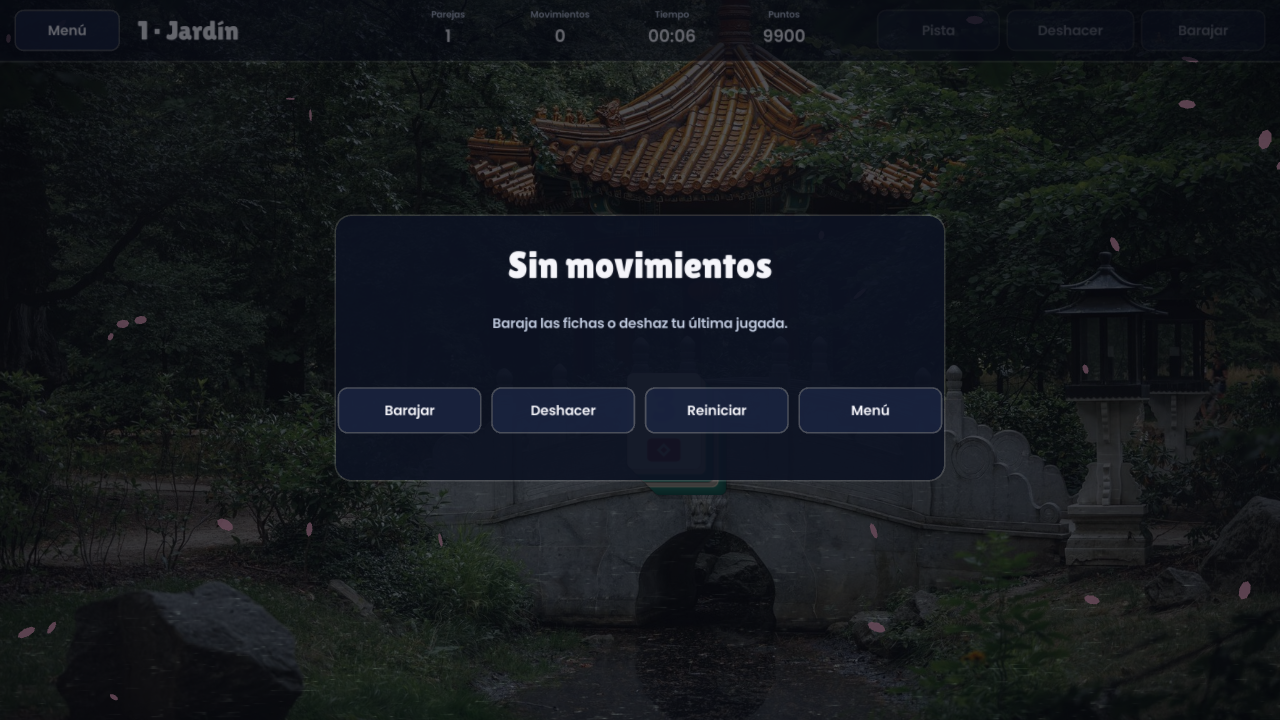 Menú
1 · Jardín
Parejas
Movimientos
Tiempo
Puntos
1
0
00:06
9900
Pista
Deshacer
Barajar
Sin movimientos
Baraja las fichas o deshaz tu última jugada.
Barajar
Deshacer
Reiniciar
Menú